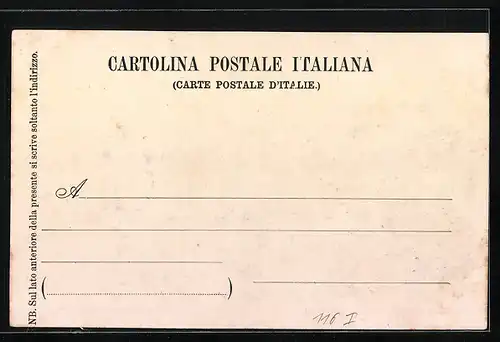 CARTOLINA POSTALE ITALIANA
(CARTE POSTALE D'ITALIE.)
NB. Sul lato anteriore della presente si scrive soltanto l'indirizzo.
A
( )
116 I